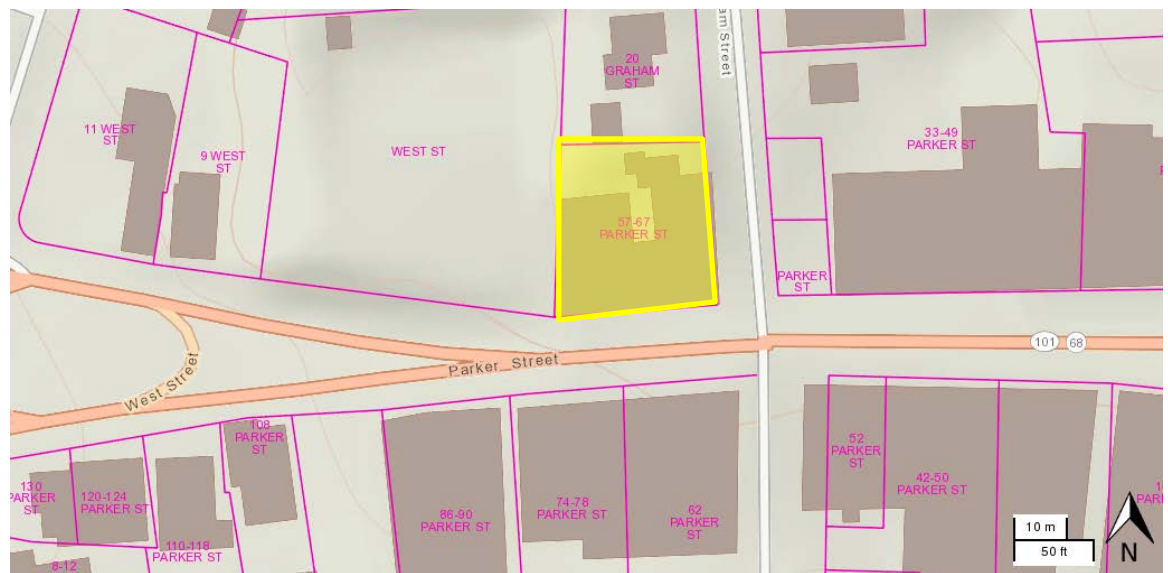 am Street
20
GRAHAM
ST
11 WEST
ST
9 WEST
ST
WEST ST
33-49
PARKER ST
57-67
PARKER ST
PARKER
ST
101
68
Parker Street
West Street
108
PARKER
ST
130
PARKER
ST
120-124
PARKER ST
110-118
PARKER ST
8-12
86-90
PARKER ST
74-78
PARKER ST
62
PARKER
ST
52
PARKER
ST
42-50
PARKER ST
10 m
50 ft
N